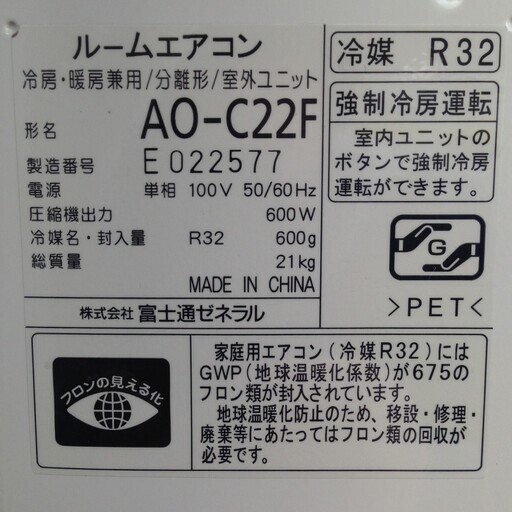 ルームエアコン
冷房・暖房兼用/分離形/室外ユニット
形名 AO-C22F
製造番号 E 022577
電源 単相 100V 50/60Hz
圧縮機出力 600W
冷媒名・封入量 R32 600g
総質量 21kg
MADE IN CHINA
株式会社 富士通ゼネラル
冷媒 R32
強制冷房運転
室内ユニットの
ボタンで強制冷房
運転ができます。
G
>PET<
フロンの見える化
家庭用エアコン(冷媒R32)には
GWP(地球温暖化係数)が675の
フロン類が封入されています。
地球温暖化防止のため、移設・修理・
廃棄等にあたってはフロン類の回収が
必要です。